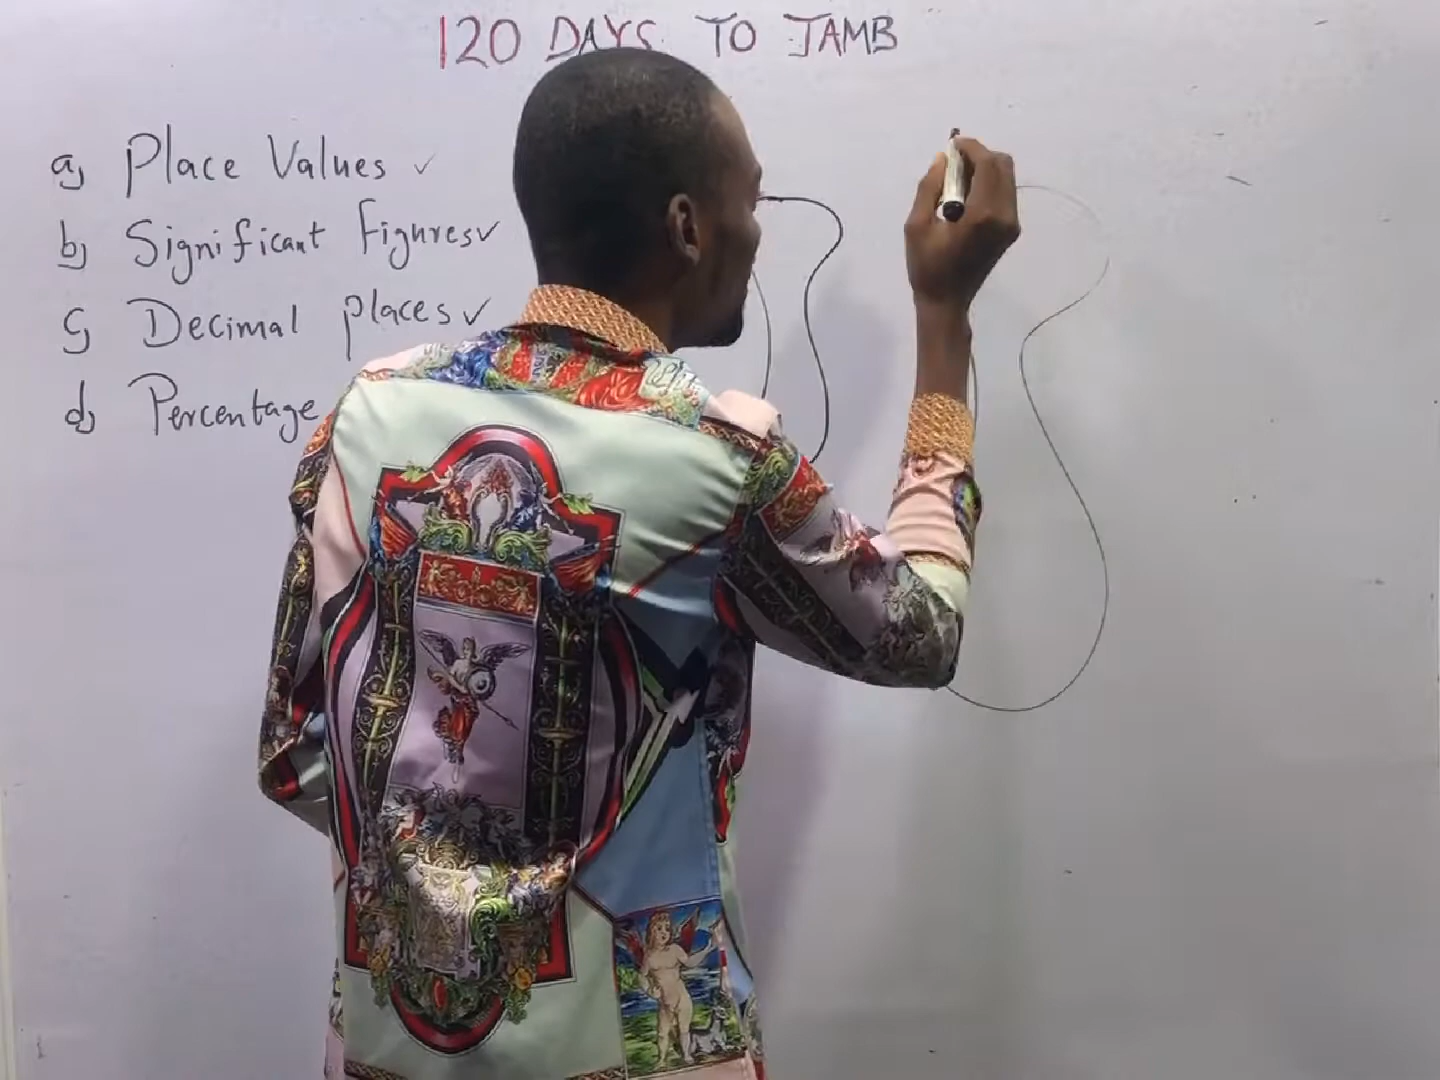 120 DAYS TO JAMB
a) Place Values ✓
b) Significant Figures ✓
c) Decimal places ✓
d) Percentage